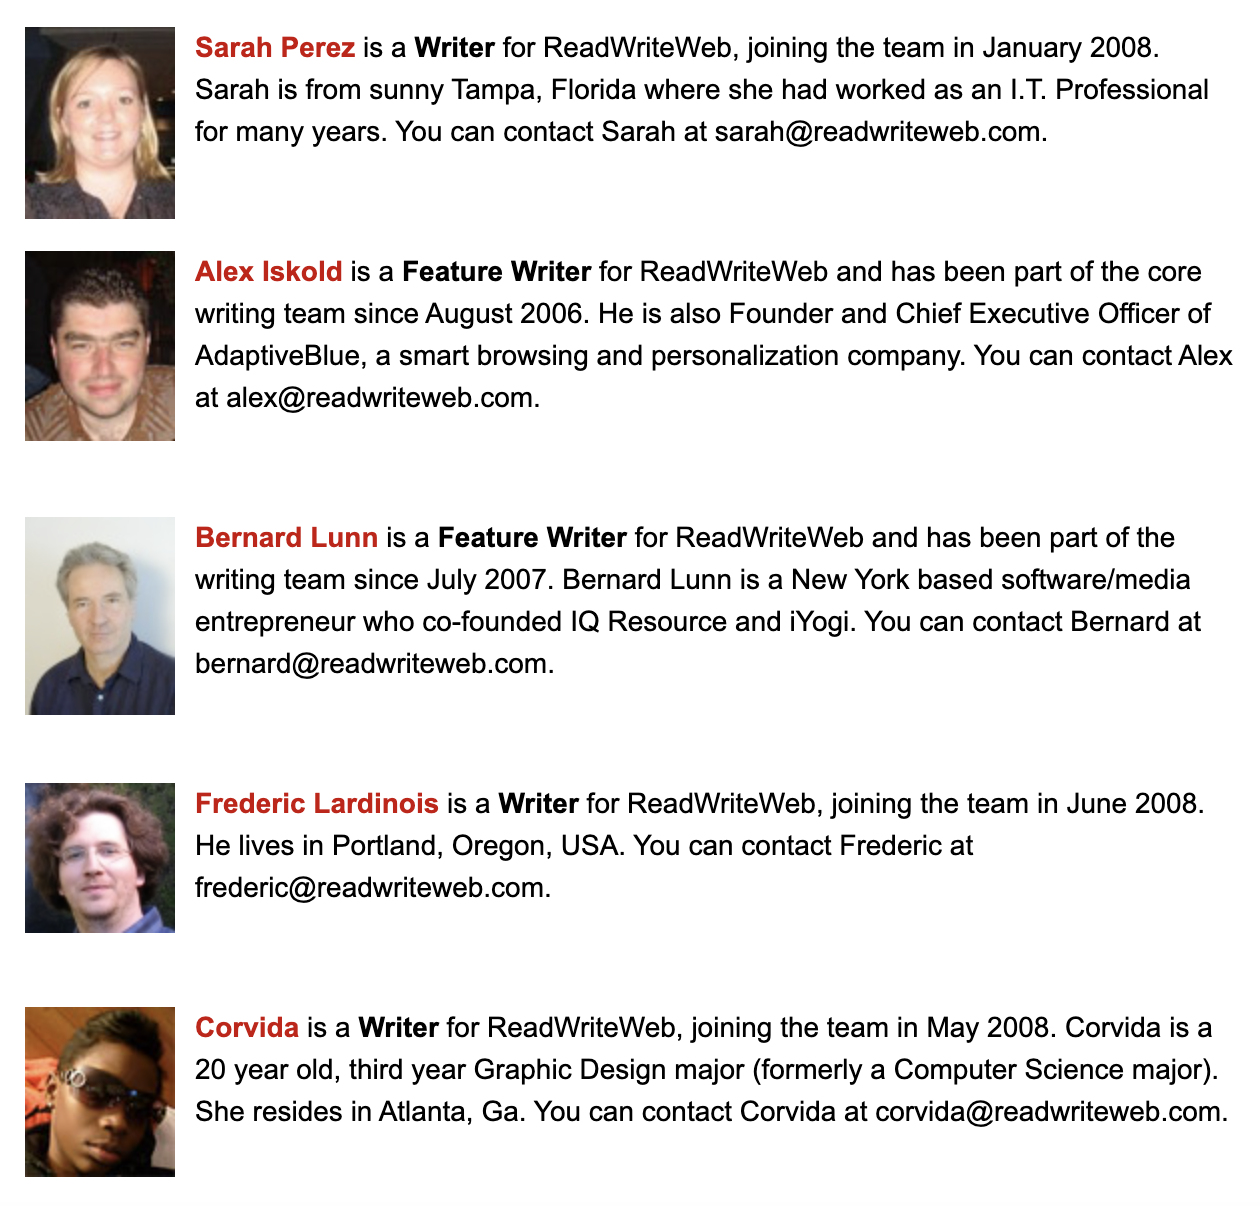 Sarah Perez is a Writer for ReadWriteWeb, joining the team in January 2008.
Sarah is from sunny Tampa, Florida where she had worked as an I.T. Professional
for many years. You can contact Sarah at sarah@readwriteweb.com.
Alex Iskold is a Feature Writer for ReadWriteWeb and has been part of the core
writing team since August 2006. He is also Founder and Chief Executive Officer of
AdaptiveBlue, a smart browsing and personalization company. You can contact Alex
at alex@readwriteweb.com.
Bernard Lunn is a Feature Writer for ReadWriteWeb and has been part of the
writing team since July 2007. Bernard Lunn is a New York based software/media
entrepreneur who co-founded IQ Resource and iYogi. You can contact Bernard at
bernard@readwriteweb.com.
Frederic Lardinois is a Writer for ReadWriteWeb, joining the team in June 2008.
He lives in Portland, Oregon, USA. You can contact Frederic at
frederic@readwriteweb.com.
Corvida is a Writer for ReadWriteWeb, joining the team in May 2008. Corvida is a
20 year old, third year Graphic Design major (formerly a Computer Science major).
She resides in Atlanta, Ga. You can contact Corvida at corvida@readwriteweb.com.